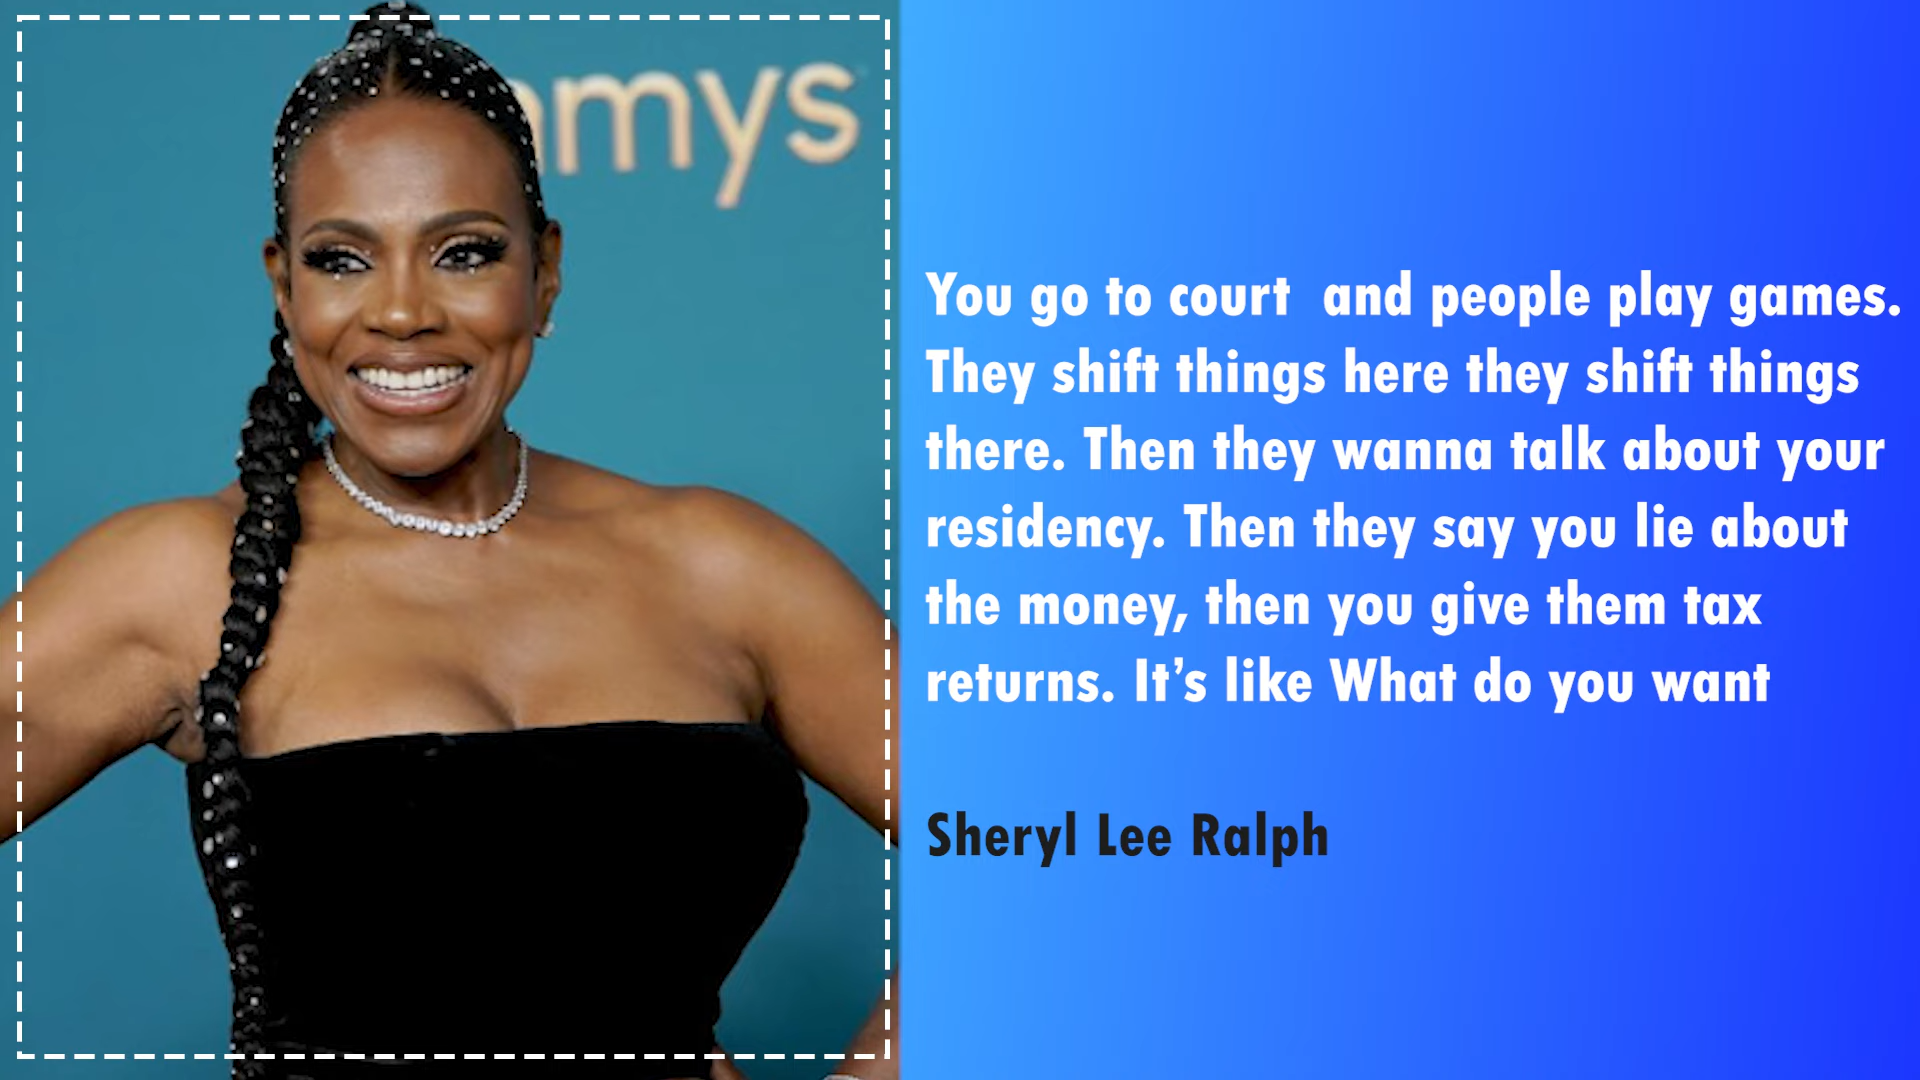 mmys
You go to court  and people play games.
They shift things here they shift things
there. Then they wanna talk about your
residency. Then they say you lie about
the money, then you give them tax
returns. It’s like What do you want
Sheryl Lee Ralph